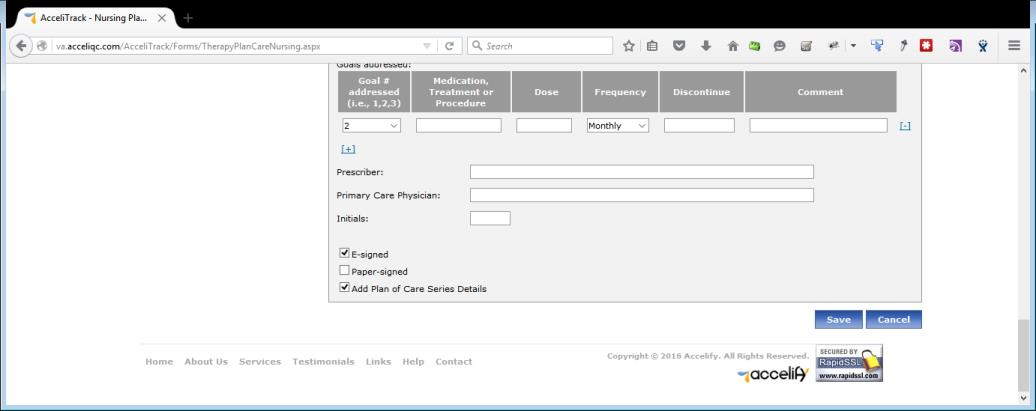 AcceliTrack - Nursing Pla...
va.acceliqc.com/AcceliTrack/Forms/TherapyPlanCareNursing.aspx
Search
Goals addressed:
Goal # addressed (i.e., 1,2,3)
Medication, Treatment or Procedure
Dose
Frequency
Discontinue
Comment
2
Monthly
[-]
[+]
Prescriber:
Primary Care Physician:
Initials:
E-signed
Paper-signed
Add Plan of Care Series Details
Save Cancel
Home About Us Services Testimonials Links Help Contact
Copyright © 2016 Accelify. All Rights Reserved.
accelify
SECURED BY
RapidSSL
www.rapidssl.com